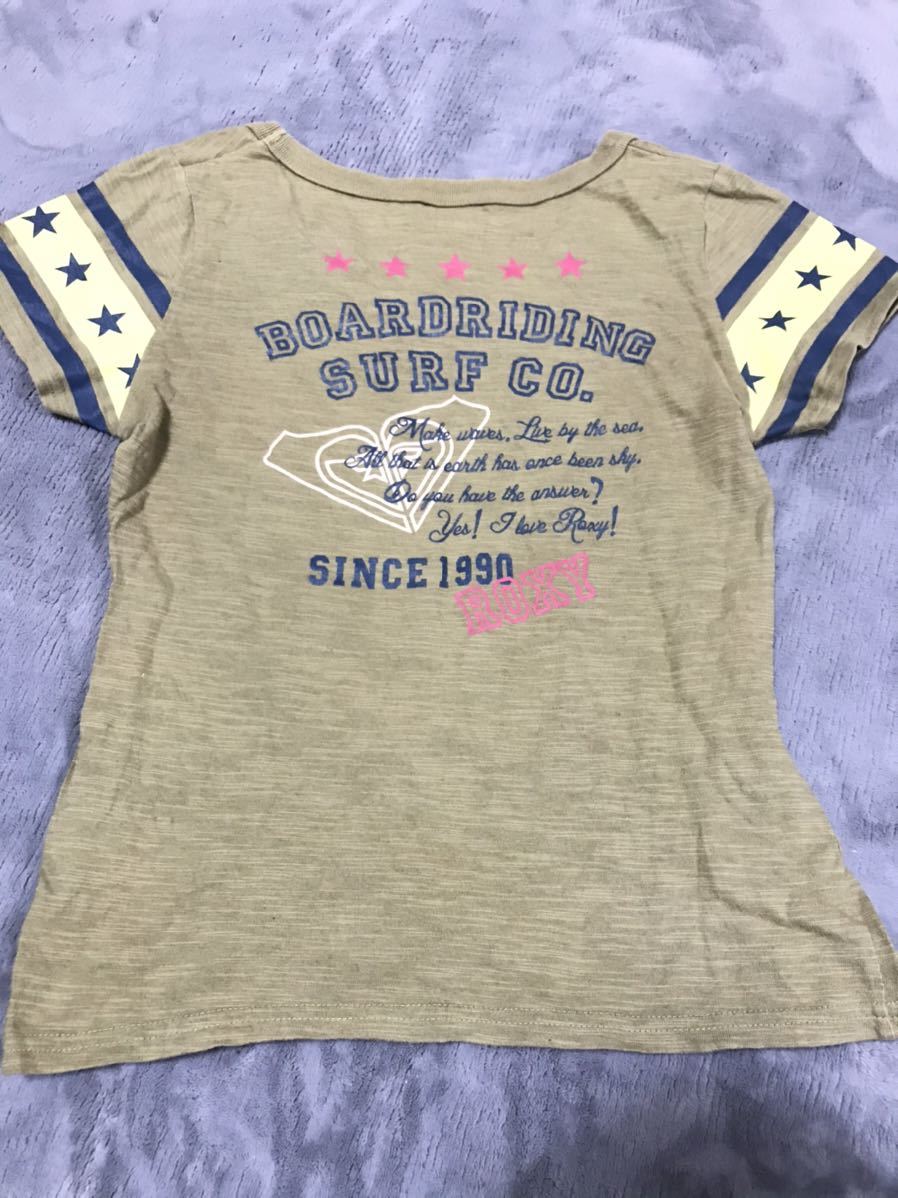 BOARDRIDING
SURF CO.
Make waves, Live by the sea.
All that is earth has once been sky.
Do you have the answer?
Yes! I love Roxy!
SINCE 1990
ROXY